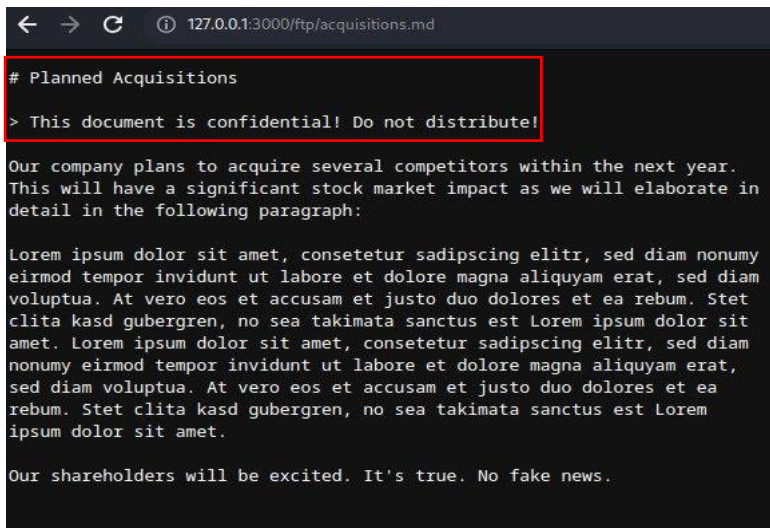 127.0.0.1:3000/ftp/acquisitions.md
# Planned Acquisitions
> This document is confidential! Do not distribute!
Our company plans to acquire several competitors within the next year.
This will have a significant stock market impact as we will elaborate in
detail in the following paragraph:
Lorem ipsum dolor sit amet, consetetur sadipscing elitr, sed diam nonumy
eirmod tempor invidunt ut labore et dolore magna aliquyam erat, sed diam
voluptua. At vero eos et accusam et justo duo dolores et ea rebum. Stet
clita kasd gubergren, no sea takimata sanctus est Lorem ipsum dolor sit
amet. Lorem ipsum dolor sit amet, consetetur sadipscing elitr, sed diam
nonumy eirmod tempor invidunt ut labore et dolore magna aliquyam erat,
sed diam voluptua. At vero eos et accusam et justo duo dolores et ea
rebum. Stet clita kasd gubergren, no sea takimata sanctus est Lorem
ipsum dolor sit amet.
Our shareholders will be excited. It's true. No fake news.